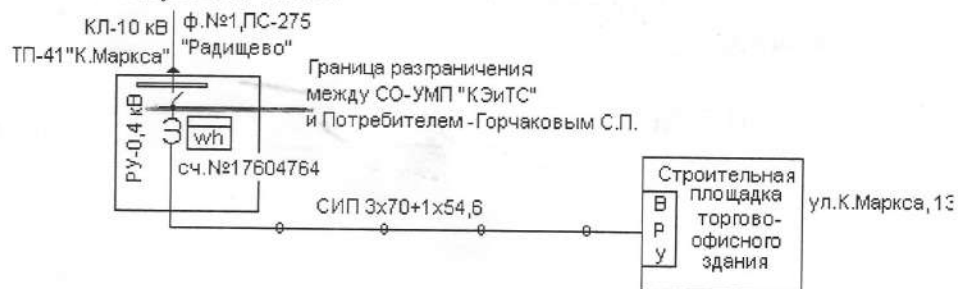 КЛ-10 кВ
ф.№1,ПС-275
ТП-41"К.Маркса"
"Радищево"
Граница разграничения
между СО-УМП "КЭиТС"
и Потребителем-Горчаковым С.П.
РУ-0,4 кВ
wh
сч.№17604764
СИП 3х70+1х54,6
Строительная
площадка
торгово-
офисного
здания
В
Р
У
ул.К.Маркса,13